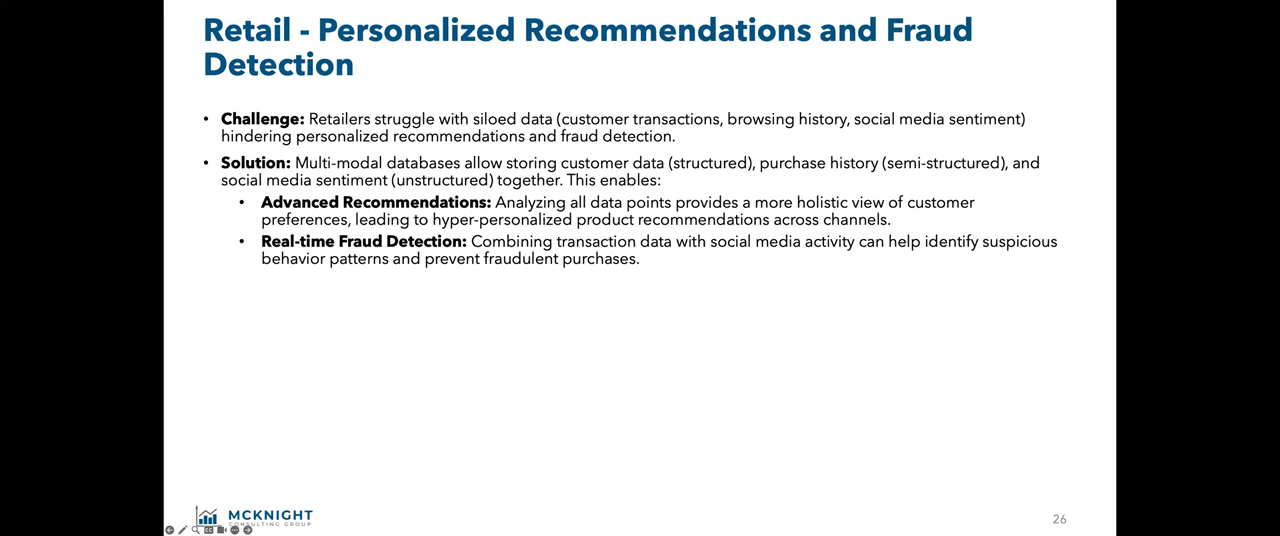 Retail - Personalized Recommendations and Fraud
Detection
• Challenge: Retailers struggle with siloed data (customer transactions, browsing history, social media sentiment)
hindering personalized recommendations and fraud detection.
• Solution: Multi-modal databases allow storing customer data (structured), purchase history (semi-structured), and
social media sentiment (unstructured) together. This enables:
• Advanced Recommendations: Analyzing all data points provides a more holistic view of customer
preferences, leading to hyper-personalized product recommendations across channels.
• Real-time Fraud Detection: Combining transaction data with social media activity can help identify suspicious
behavior patterns and prevent fraudulent purchases.
MCKNIGHT
CONSULTING GROUP
26